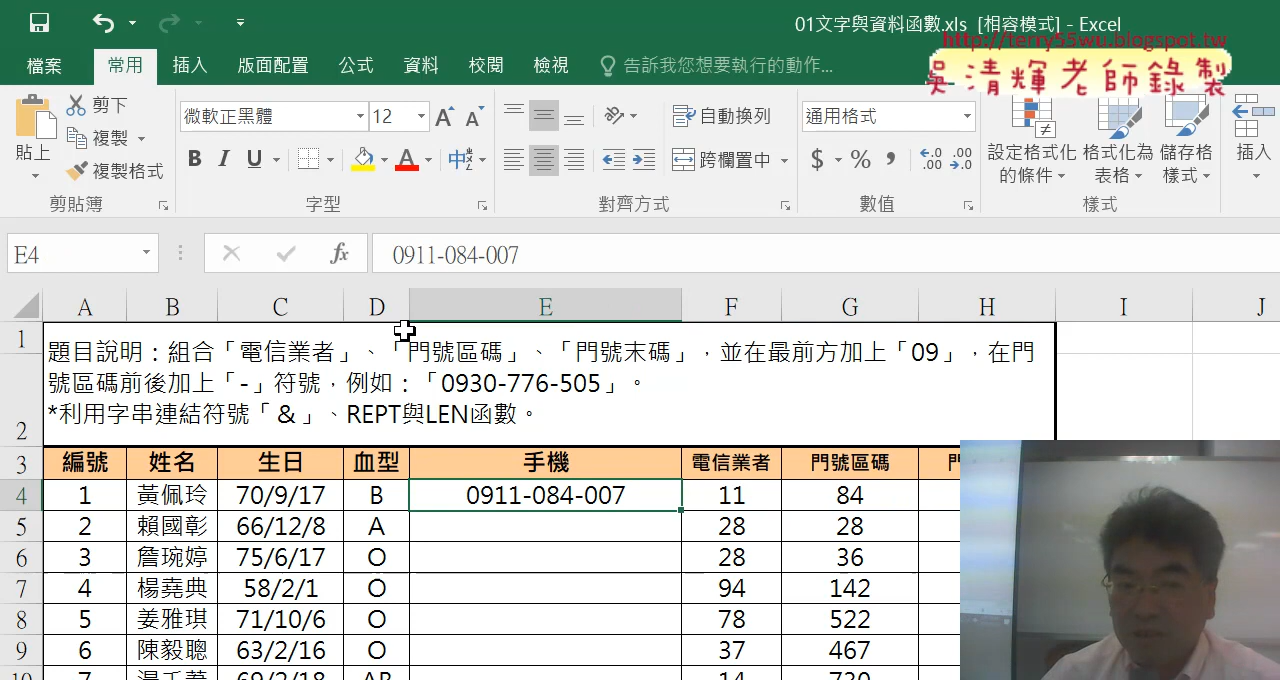 01文字與資料函數.xls [相容模式] - Excel
http://terry55wu.blogspot.tw
吳清輝老師錄製
檔案 常用 插入 版面配置 公式 資料 校閱 檢視 告訴我您想要執行的動作...
貼上 剪下 複製 複製格式 剪貼簿
微軟正黑體 12 B I U 字型
自動換列 跨欄置中 對齊方式
通用格式 $ % 數值
設定格式化的條件 格式化為表格 儲存格樣式 樣式
插入
E4 fx 0911-084-007
A B C D E F G H I J
1 題目說明：組合「電信業者」、「門號區碼」、「門號末碼」，並在最前方加上「09」，在門
號區碼前後加上「-」符號，例如：「0930-776-505」。
2 *利用字串連結符號「&」、REPT與LEN函數。
3 編號 姓名 生日 血型 手機 電信業者 門號區碼
4 1 黃佩玲 70/9/17 B 0911-084-007 11 84
5 2 賴國彰 66/12/8 A 28 28
6 3 詹琬婷 75/6/17 O 28 36
7 4 楊堯典 58/2/1 O 94 142
8 5 姜雅琪 71/10/6 O 78 522
9 6 陳毅聰 63/2/16 O 37 467